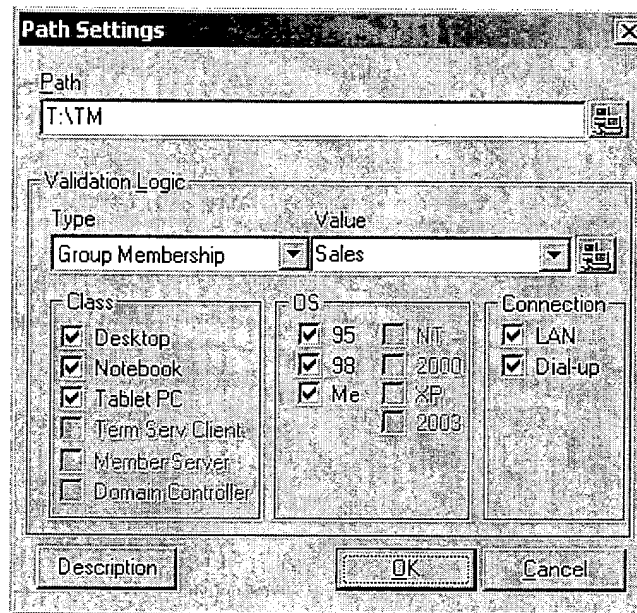 Path Settings
Path
T:\TM
Validation Logic
Type Value
Group Membership Sales
Class OS Connection
Desktop 95 NT LAN
Notebook 98 2000 Dial-up
Tablet PC Me XP
Term Serv Client 2003
Member Server
Domain Controller
Description OK Cancel